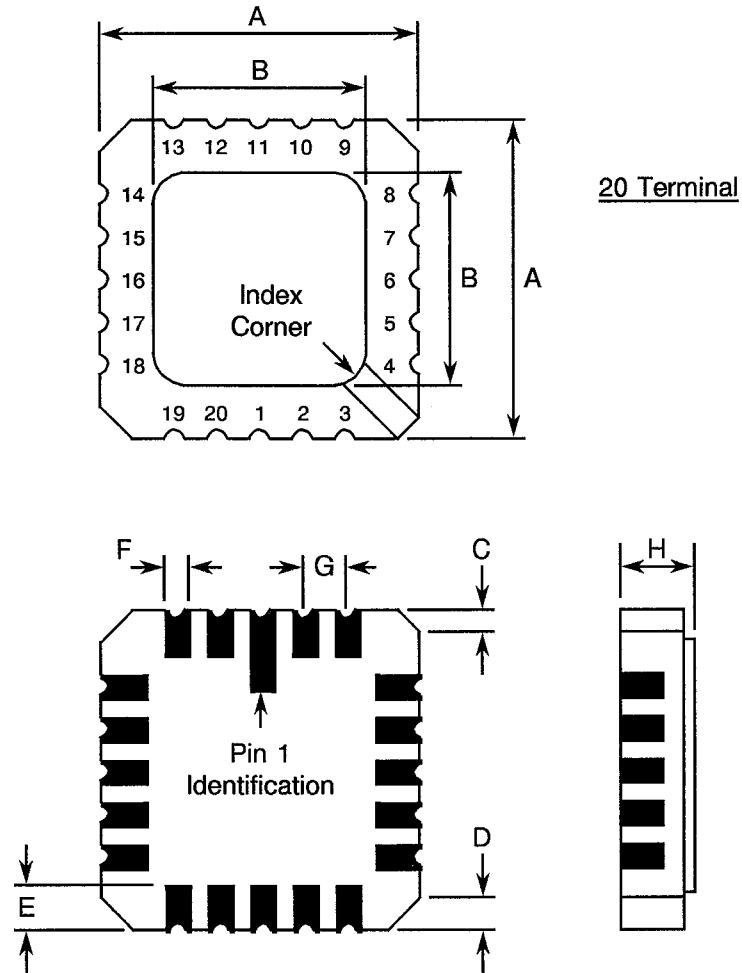 A
B
13 12 11 10 9
20 Terminal
14 8
15 7
16 6
17 5
18 4
B
A
Index
Corner
19 20 1 2 3
F
G
C
H
Pin 1
Identification
D
E